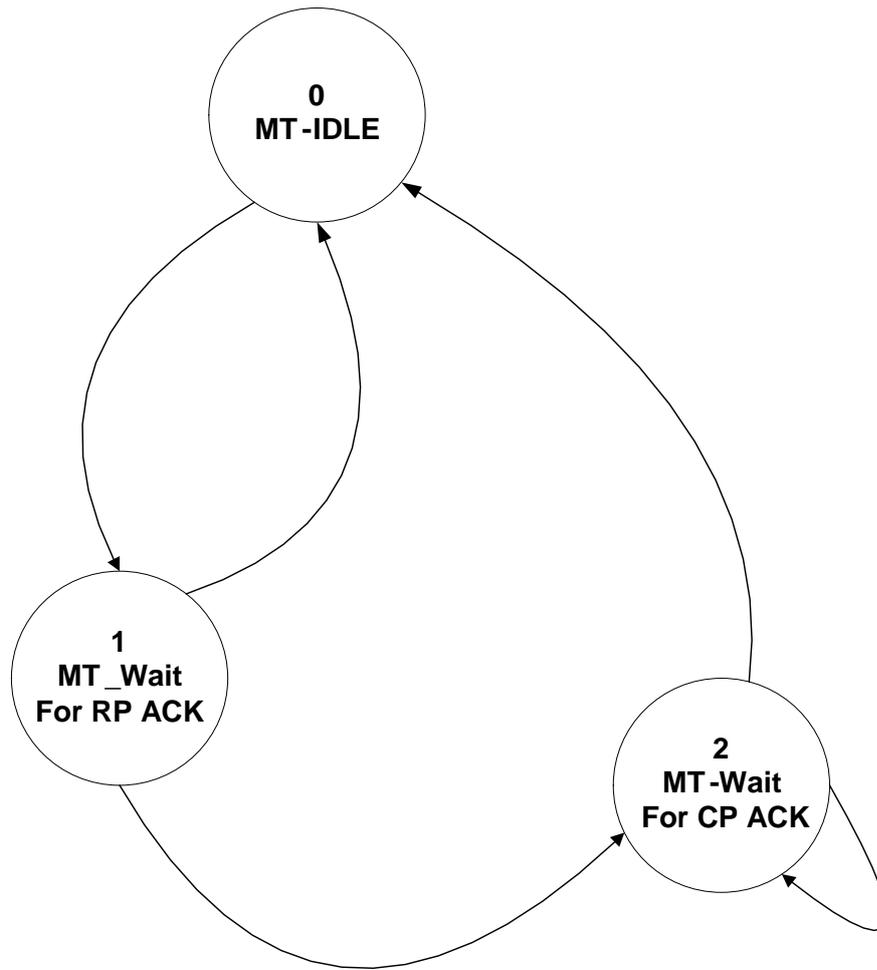 0
MT-IDLE
1
MT_Wait
For RP ACK
2
MT-Wait
For CP ACK